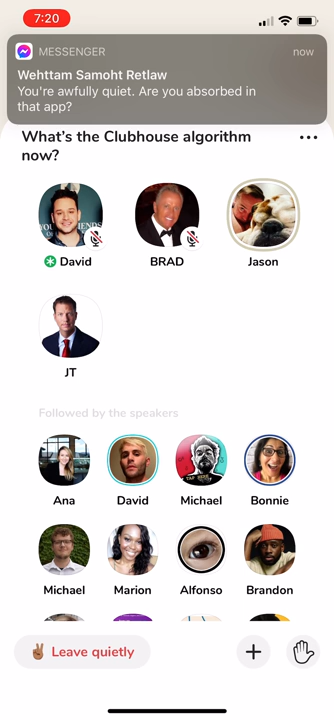 7:20
MESSENGER
now
Wehttam Samoht Retlaw
You're awfully quiet. Are you absorbed in
that app?
What's the Clubhouse algorithm
now?
David
BRAD
Jason
JT
Followed by the speakers
Ana
David
Michael
Bonnie
Michael
Marion
Alfonso
Brandon
Leave quietly